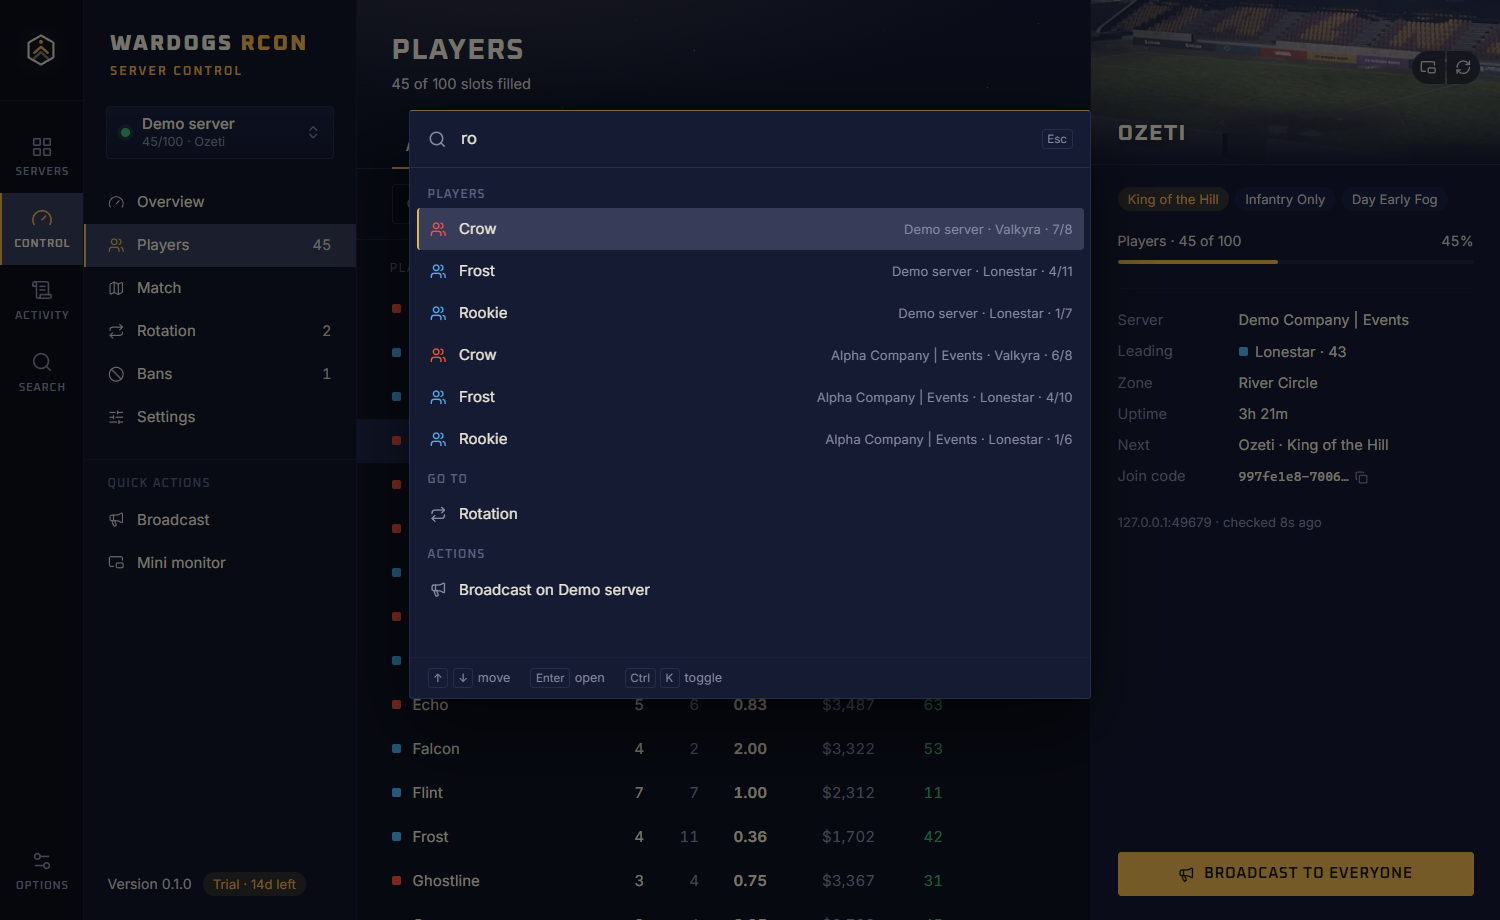 WARDOGS RCON
SERVER CONTROL
Demo server
45/100 · Ozeti
SERVERS
CONTROL
ACTIVITY
SEARCH
OPTIONS
Overview
Players 45
Match
Rotation 2
Bans 1
Settings
QUICK ACTIONS
Broadcast
Mini monitor
Version 0.1.0 Trial · 14d left
PLAYERS
45 of 100 slots filled
ro Esc
PLAYERS
Crow Demo server · Valkyra · 7/8
Frost Demo server · Lonestar · 4/11
Rookie Demo server · Lonestar · 1/7
Crow Alpha Company | Events · Valkyra · 6/8
Frost Alpha Company | Events · Lonestar · 4/10
Rookie Alpha Company | Events · Lonestar · 1/6
GO TO
Rotation
ACTIONS
Broadcast on Demo server
↑ ↓ move Enter open Ctrl K toggle
Echo 5 6 0.83 $3,487 63
Falcon 4 2 2.00 $3,322 53
Flint 7 7 1.00 $2,312 11
Frost 4 11 0.36 $1,702 42
Ghostline 3 4 0.75 $3,367 31
OZETI
King of the Hill Infantry Only Day Early Fog
Players · 45 of 100 45%
Server Demo Company | Events
Leading Lonestar · 43
Zone River Circle
Uptime 3h 21m
Next Ozeti · King of the Hill
Join code 997fe1e8-7006…
127.0.0.1:49679 · checked 8s ago
BROADCAST TO EVERYONE